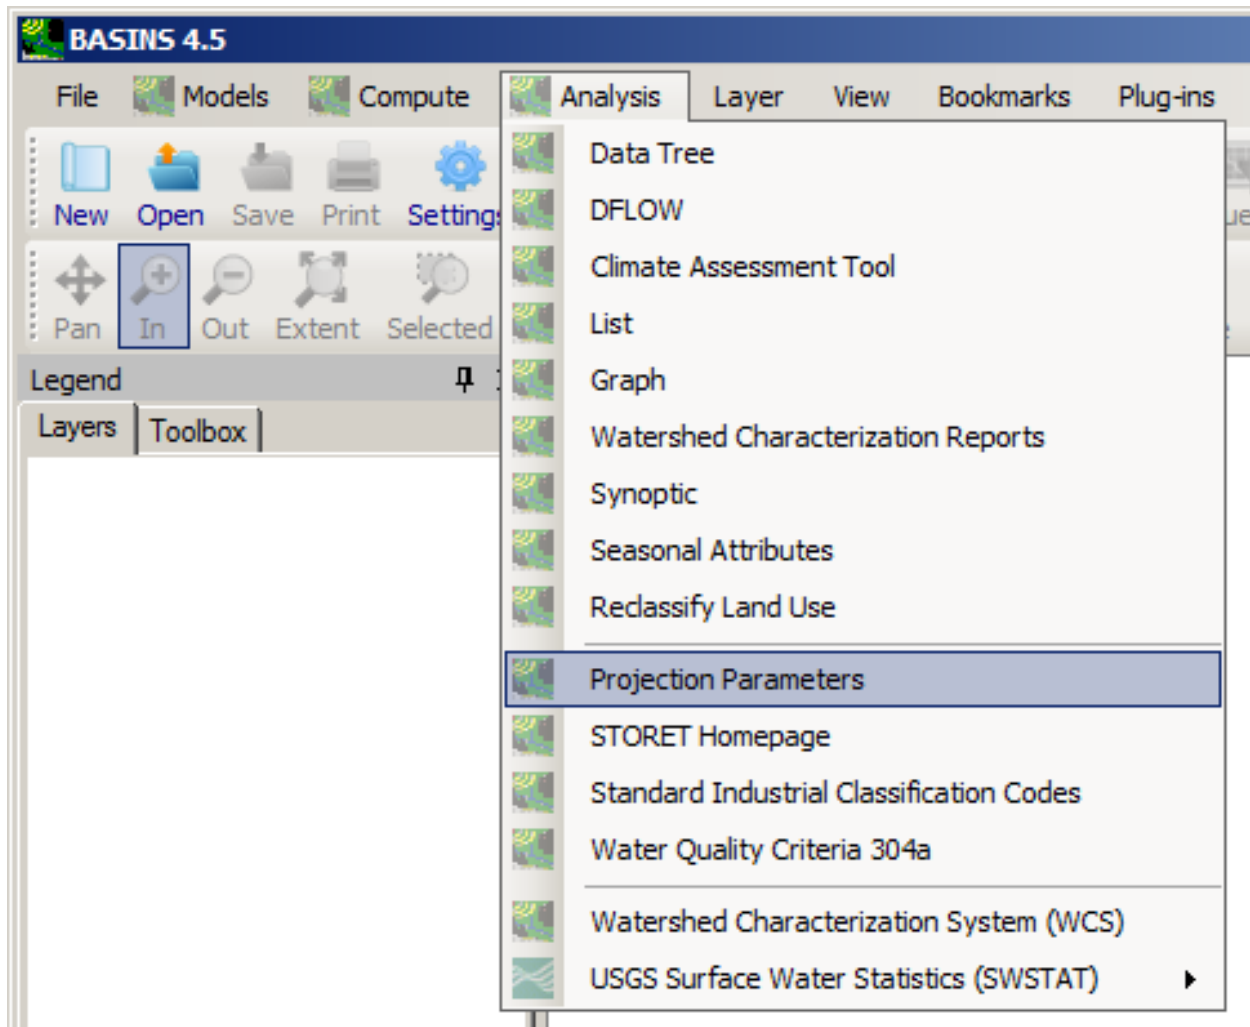 BASINS 4.5
File Models Compute Analysis Layer View Bookmarks Plug-ins
New Open Save Print Settings
Pan In Out Extent Selected
Legend
Layers Toolbox
Data Tree
DFLOW
Climate Assessment Tool
List
Graph
Watershed Characterization Reports
Synoptic
Seasonal Attributes
Reclassify Land Use
Projection Parameters
STORET Homepage
Standard Industrial Classification Codes
Water Quality Criteria 304a
Watershed Characterization System (WCS)
USGS Surface Water Statistics (SWSTAT)